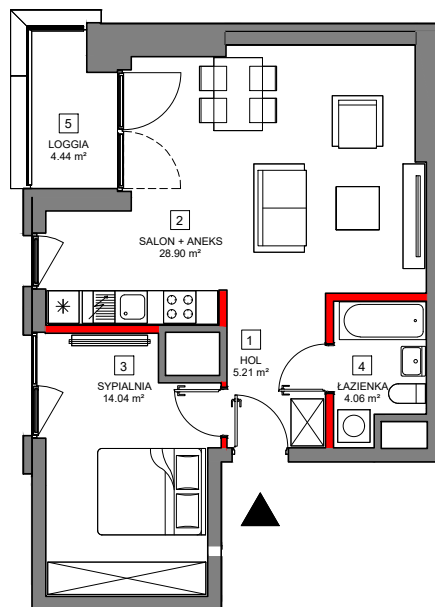 5
LOGGIA
4.44 m²
2
SALON + ANEKS
28.90 m²
1
HOL
5.21 m²
3
SYPIALNIA
14.04 m²
4
ŁAZIENKA
4.06 m²